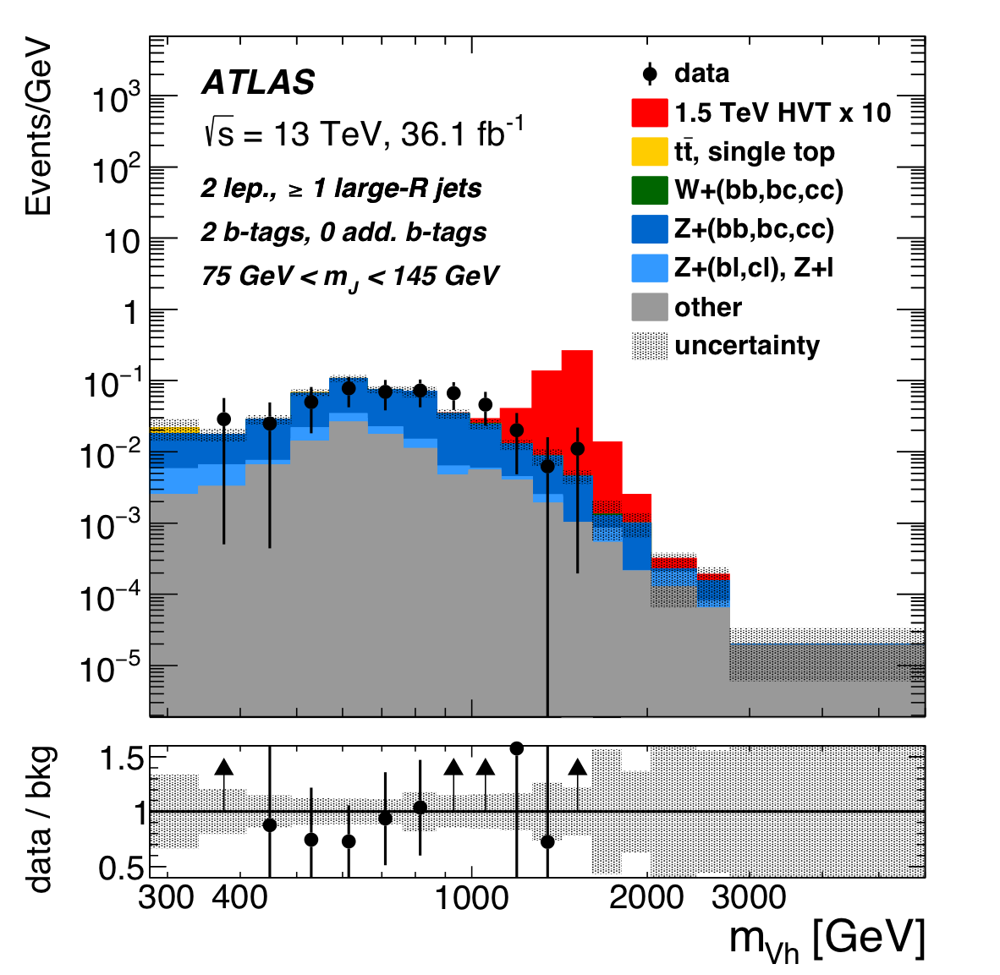 Events/GeV
10³
10²
10
1
10⁻¹
10⁻²
10⁻³
10⁻⁴
10⁻⁵
ATLAS
√s = 13 TeV, 36.1 fb⁻¹
2 lep., ≥ 1 large-R jets
2 b-tags, 0 add. b-tags
75 GeV < m_J < 145 GeV
data
1.5 TeV HVT x 10
tt̄, single top
W+(bb,bc,cc)
Z+(bb,bc,cc)
Z+(bl,cl), Z+l
other
uncertainty
data / bkg
1.5
1
0.5
300 400 1000 2000 3000
m_Vh [GeV]